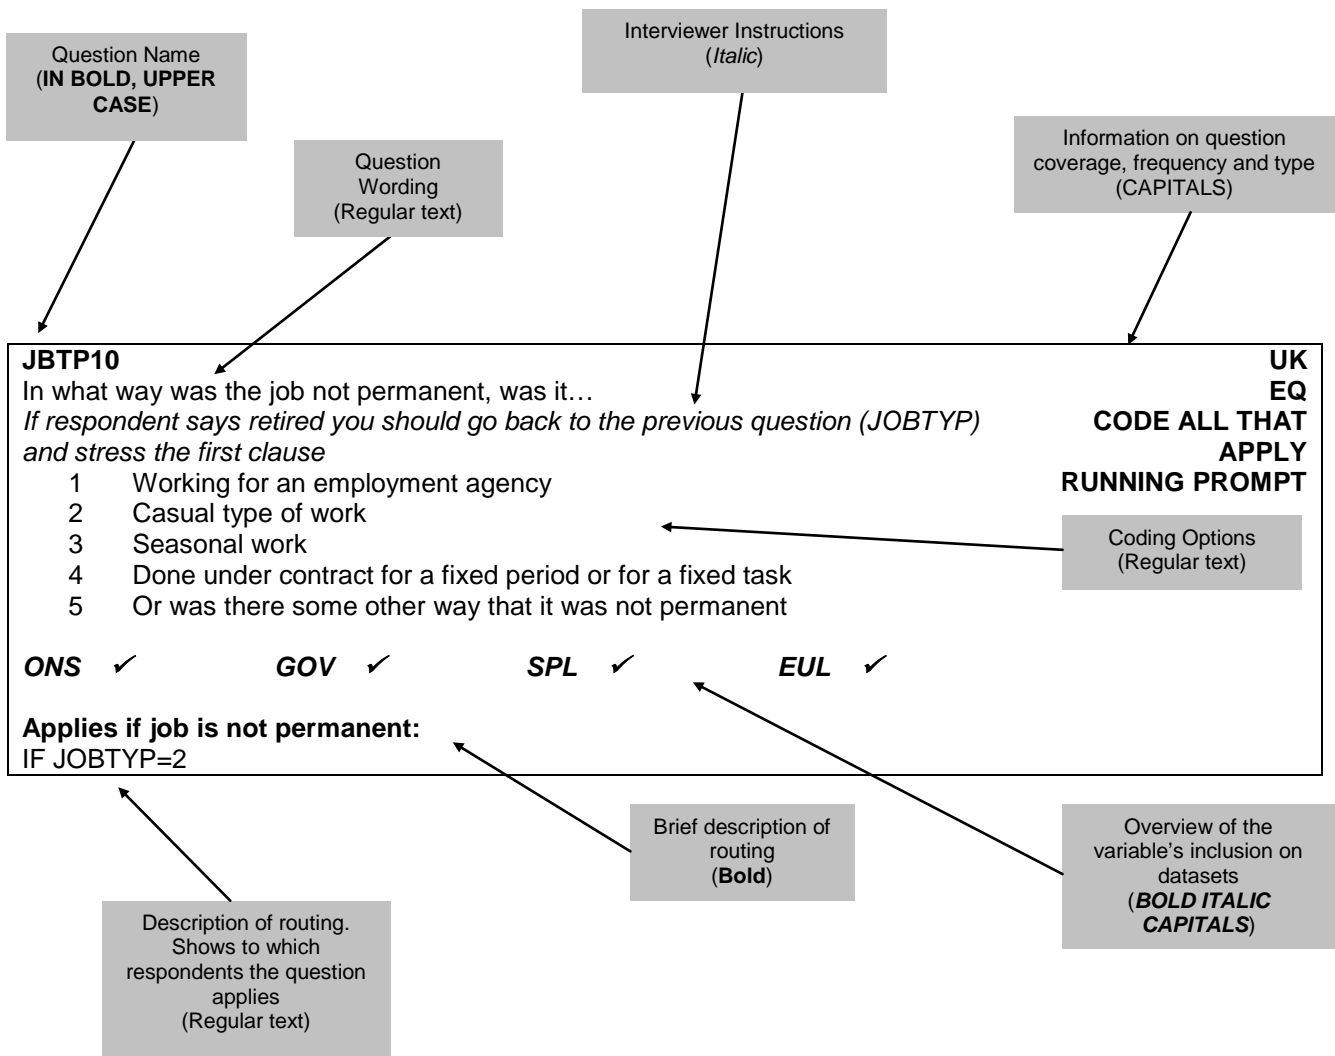 Question Name
(IN BOLD, UPPER
CASE)
Interviewer Instructions
(Italic)
Question
Wording
(Regular text)
Information on question
coverage, frequency and type
(CAPITALS)
JBTP10
UK
In what way was the job not permanent, was it…
EQ
If respondent says retired you should go back to the previous question (JOBTYP)
CODE ALL THAT
and stress the first clause
APPLY
1 Working for an employment agency
RUNNING PROMPT
2 Casual type of work
3 Seasonal work
4 Done under contract for a fixed period or for a fixed task
5 Or was there some other way that it was not permanent
Coding Options
(Regular text)
ONS ✓ GOV ✓ SPL ✓ EUL ✓
Applies if job is not permanent:
IF JOBTYP=2
Brief description of
routing
(Bold)
Overview of the
variable's inclusion on
datasets
(BOLD ITALIC
CAPITALS)
Description of routing.
Shows to which
respondents the question
applies
(Regular text)